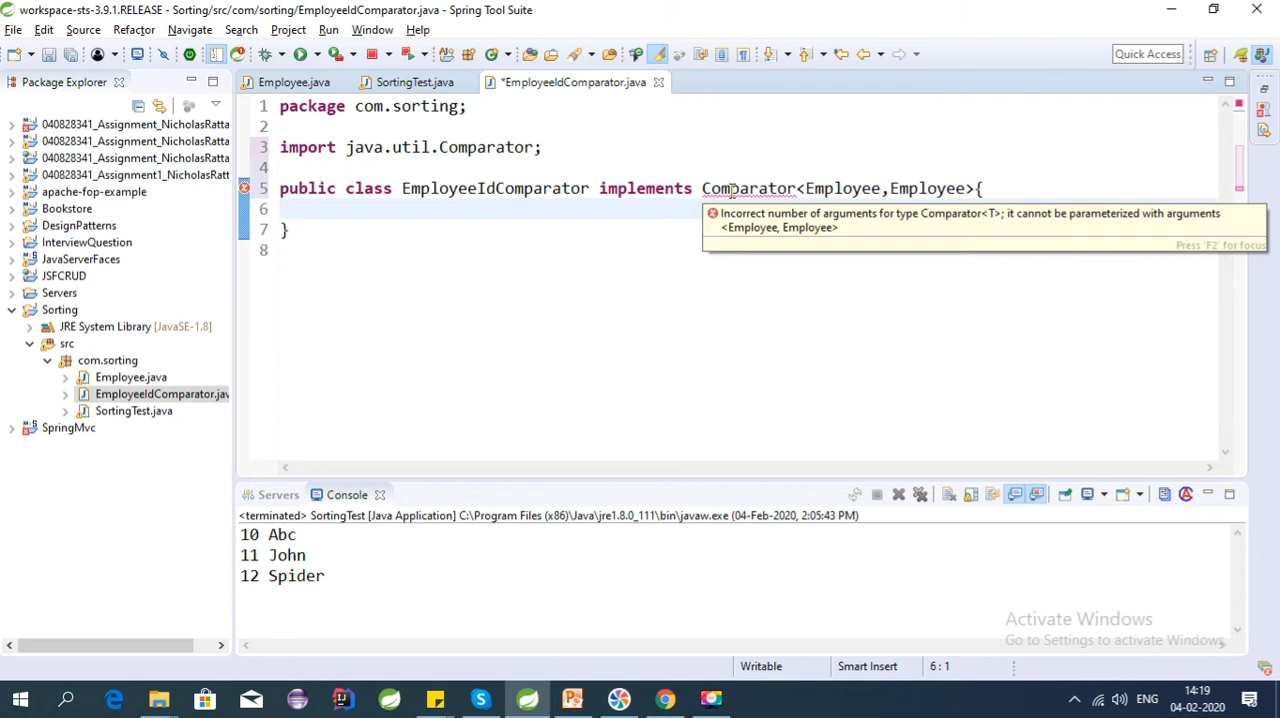 workspace-sts-3.9.1.RELEASE - Sorting/src/com/sorting/EmployeeIdComparator.java - Spring Tool Suite
File Edit Source Refactor Navigate Search Project Run Window Help
Quick Access
Package Explorer
Employee.java SortingTest.java *EmployeeIdComparator.java
040828341_Assignment_NicholasRatta
040828341_Assignment_NicholasRatta
040828341_Assignment_NicholasRatta
040828341_Assignment1_NicholasRatta
apache-fop-example
Bookstore
DesignPatterns
InterviewQuestion
JavaServerFaces
JSFCRUD
Servers
Sorting
JRE System Library [JavaSE-1.8]
src
com.sorting
Employee.java
EmployeeIdComparator.jav
SortingTest.java
SpringMvc
1 package com.sorting;
2
3 import java.util.Comparator;
4
5 public class EmployeeIdComparator implements Comparator<Employee,Employee>{
6
7 }
8
Incorrect number of arguments for type Comparator<T>; it cannot be parameterized with arguments
<Employee, Employee>
Press 'F2' for focus
Servers Console
<terminated> SortingTest [Java Application] C:\Program Files (x86)\Java\jre1.8.0_111\bin\javaw.exe (04-Feb-2020, 2:05:43 PM)
10 Abc
11 John
12 Spider
Activate Windows
Go to Settings to activate Windows.
Writable Smart Insert 6 : 1
ENG
14:19
04-02-2020